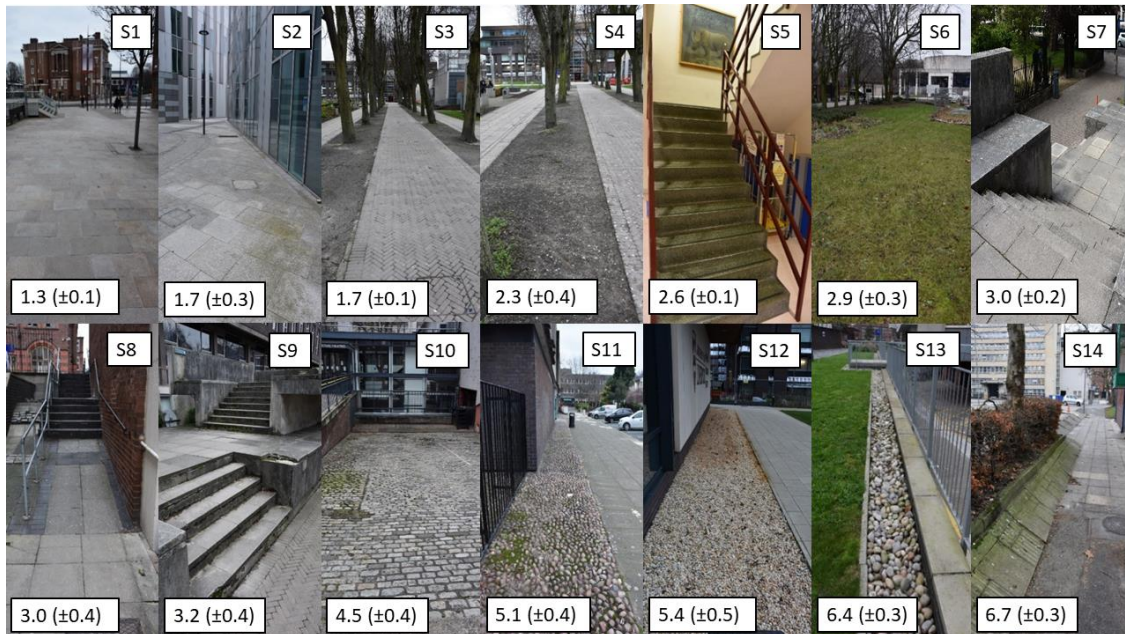 S1
S2
S3
S4
S5
S6
S7
1.3 (±0.1)
1.7 (±0.3)
1.7 (±0.1)
2.3 (±0.4)
2.6 (±0.1)
2.9 (±0.3)
3.0 (±0.2)
S8
S9
S10
S11
S12
S13
S14
3.0 (±0.4)
3.2 (±0.4)
4.5 (±0.4)
5.1 (±0.4)
5.4 (±0.5)
6.4 (±0.3)
6.7 (±0.3)